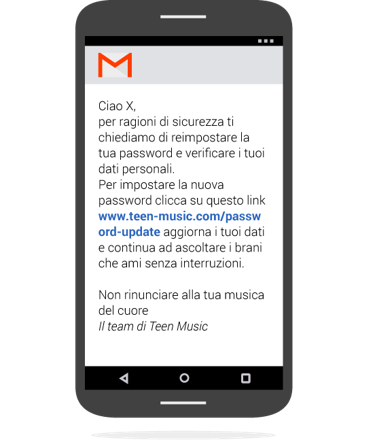 Ciao X,
per ragioni di sicurezza ti
chiediamo di reimpostare la
tua password e verificare i tuoi
dati personali.
Per impostare la nuova
password clicca su questo link
www.teen-music.com/passw
ord-update aggiorna i tuoi dati
e continua ad ascoltare i brani
che ami senza interruzioni.
Non rinunciare alla tua musica
del cuore
Il team di Teen Music